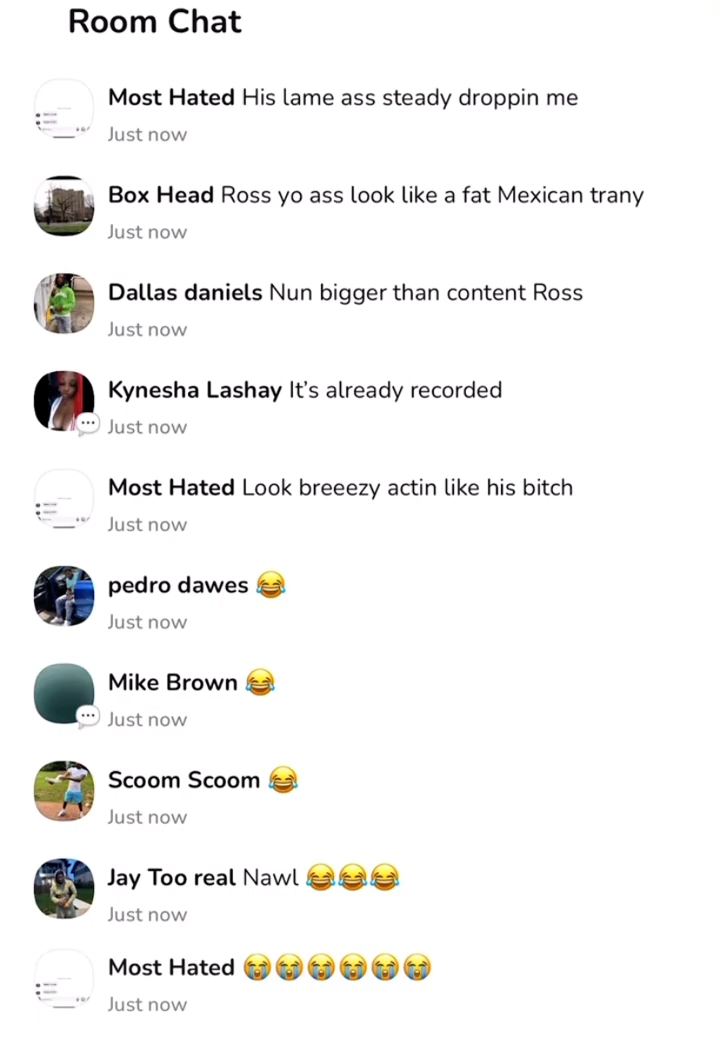 Room Chat
Most Hated His lame ass steady droppin me
Just now
Box Head Ross yo ass look like a fat Mexican trany
Just now
Dallas daniels Nun bigger than content Ross
Just now
Kynesha Lashay It’s already recorded
Just now
Most Hated Look breeezy actin like his bitch
Just now
pedro dawes 😂
Just now
Mike Brown 😂
Just now
Scoom Scoom 😂
Just now
Jay Too real Nawl 😂😂😂
Just now
Most Hated 😭😭😭😭😭😭
Just now